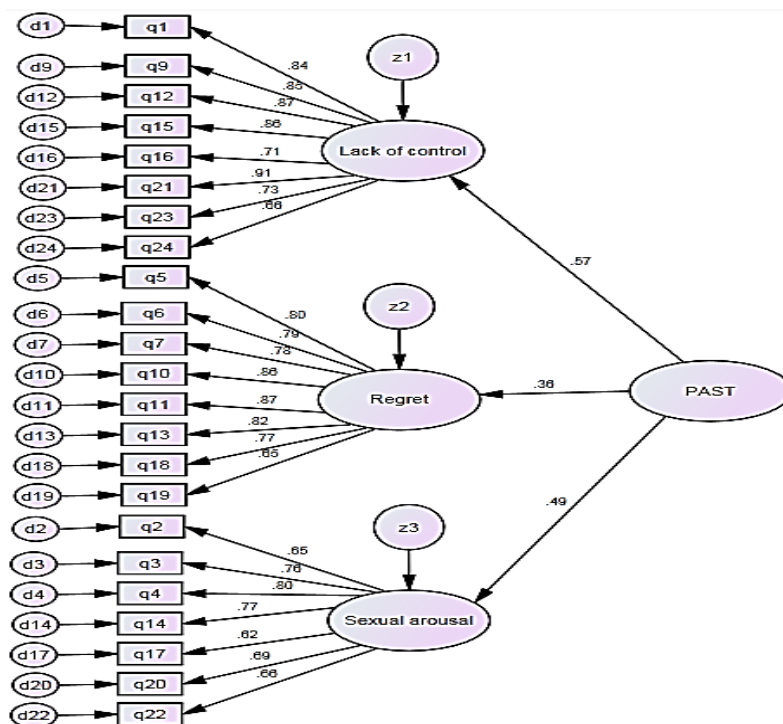 d1 q1
z1
d9 q9
.84
.85
d12 q12
.87
d15 q15
.86
Lack of control
d16 q16
.71
d21 q21
.91
d23 q23
.73
d24 q24
.66
.57
d5 q5
z2
d6 q6
.80
.79
d7 q7
.78
d10 q10
.86
Regret
.36
PAST
d11 q11
.87
d13 q13
.82
d18 q18
.77
d19 q19
.65
.49
d2 q2
z3
d3 q3
.65
.76
d4 q4
.80
d14 q14
.77
Sexual arousal
d17 q17
.62
d20 q20
.69
d22 q22
.66